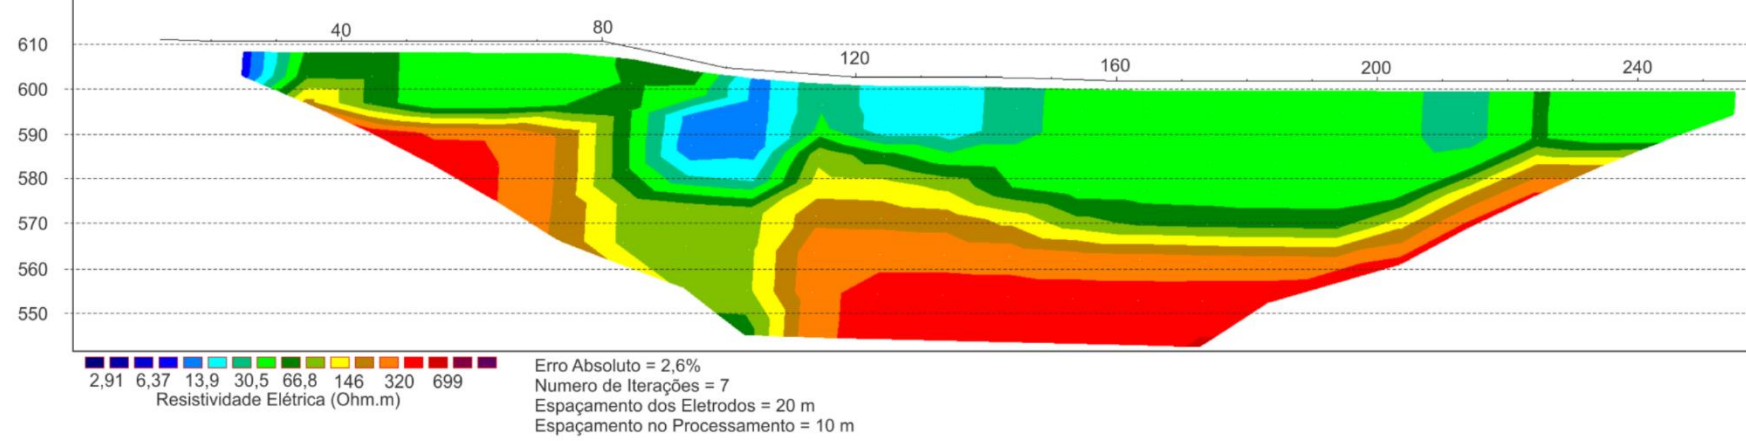 40 80 120 160 200 240
610
600
590
580
570
560
550
2,91 6,37 13,9 30,5 66,8 146 320 699
Resistividade Elétrica (Ohm.m)
Erro Absoluto = 2,6%
Numero de Iterações = 7
Espaçamento dos Eletrodos = 20 m
Espaçamento no Processamento = 10 m